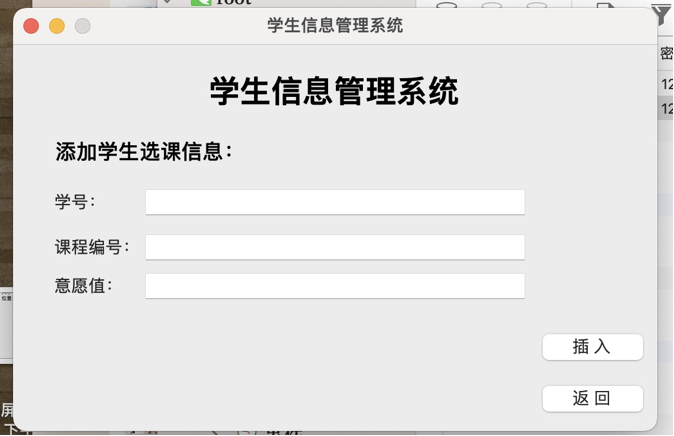 root
学生信息管理系统
密
学生信息管理系统
12
12
添加学生选课信息：
学号：
课程编号：
意愿值：
插入
返回
屏
下午